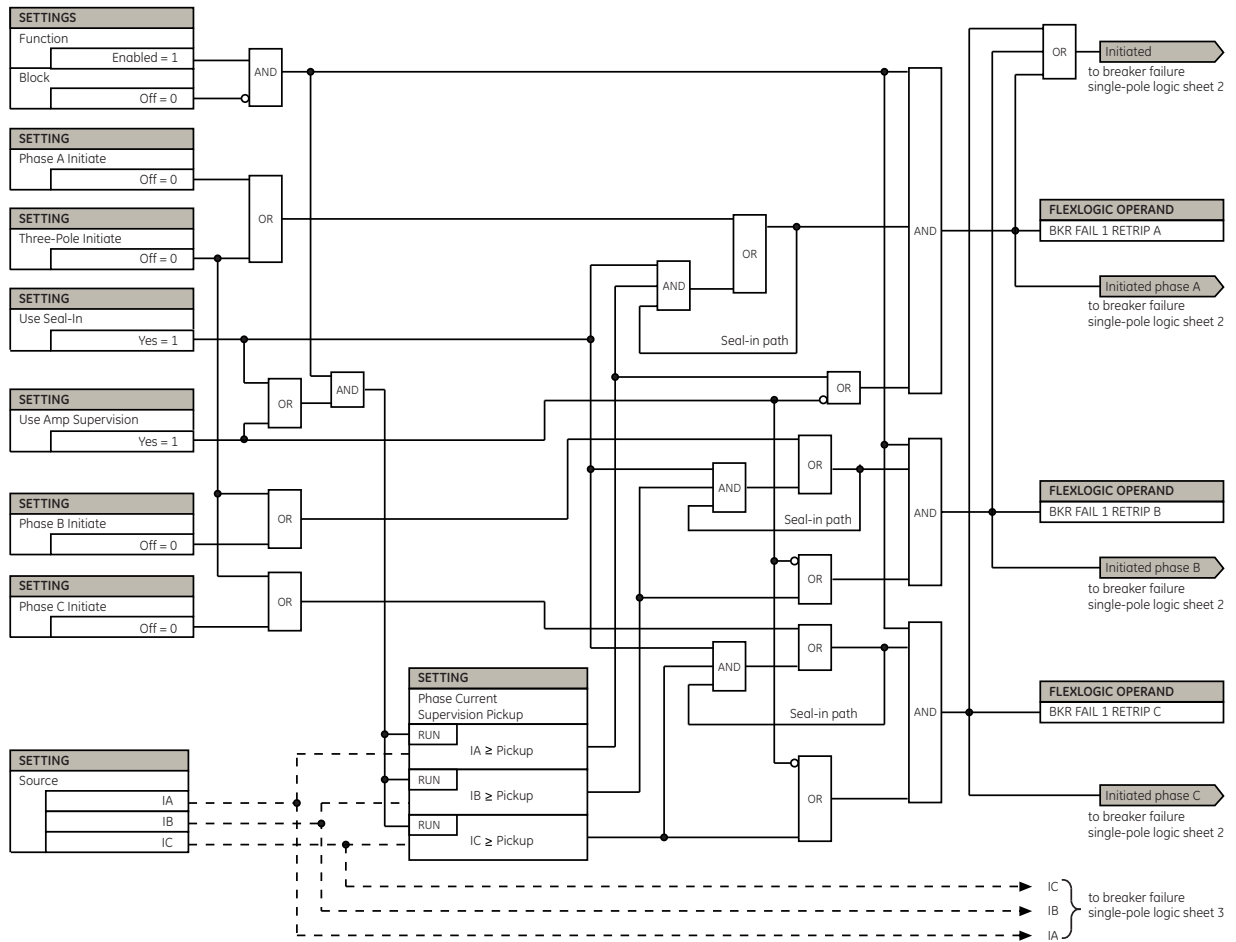 SETTINGS
Function
Enabled = 1
Block
Off = 0
AND
OR
Initiated
to breaker failure
single-pole logic sheet 2
SETTING
Phase A Initiate
Off = 0
OR
SETTING
Three-Pole Initiate
Off = 0
OR
AND
AND
FLEXLOGIC OPERAND
BKR FAIL 1 RETRIP A
Initiated phase A
to breaker failure
single-pole logic sheet 2
SETTING
Use Seal-In
Yes = 1
Seal-in path
OR
AND
OR
SETTING
Use Amp Supervision
Yes = 1
OR
AND
Seal-in path
AND
FLEXLOGIC OPERAND
BKR FAIL 1 RETRIP B
SETTING
Phase B Initiate
Off = 0
OR
OR
Initiated phase B
to breaker failure
single-pole logic sheet 2
SETTING
Phase C Initiate
Off = 0
OR
OR
AND
Seal-in path
AND
FLEXLOGIC OPERAND
BKR FAIL 1 RETRIP C
SETTING
Phase Current
Supervision Pickup
RUN
IA ≥ Pickup
RUN
IB ≥ Pickup
RUN
IC ≥ Pickup
OR
Initiated phase C
to breaker failure
single-pole logic sheet 2
SETTING
Source
IA
IB
IC
IC
IB
IA
to breaker failure
single-pole logic sheet 3